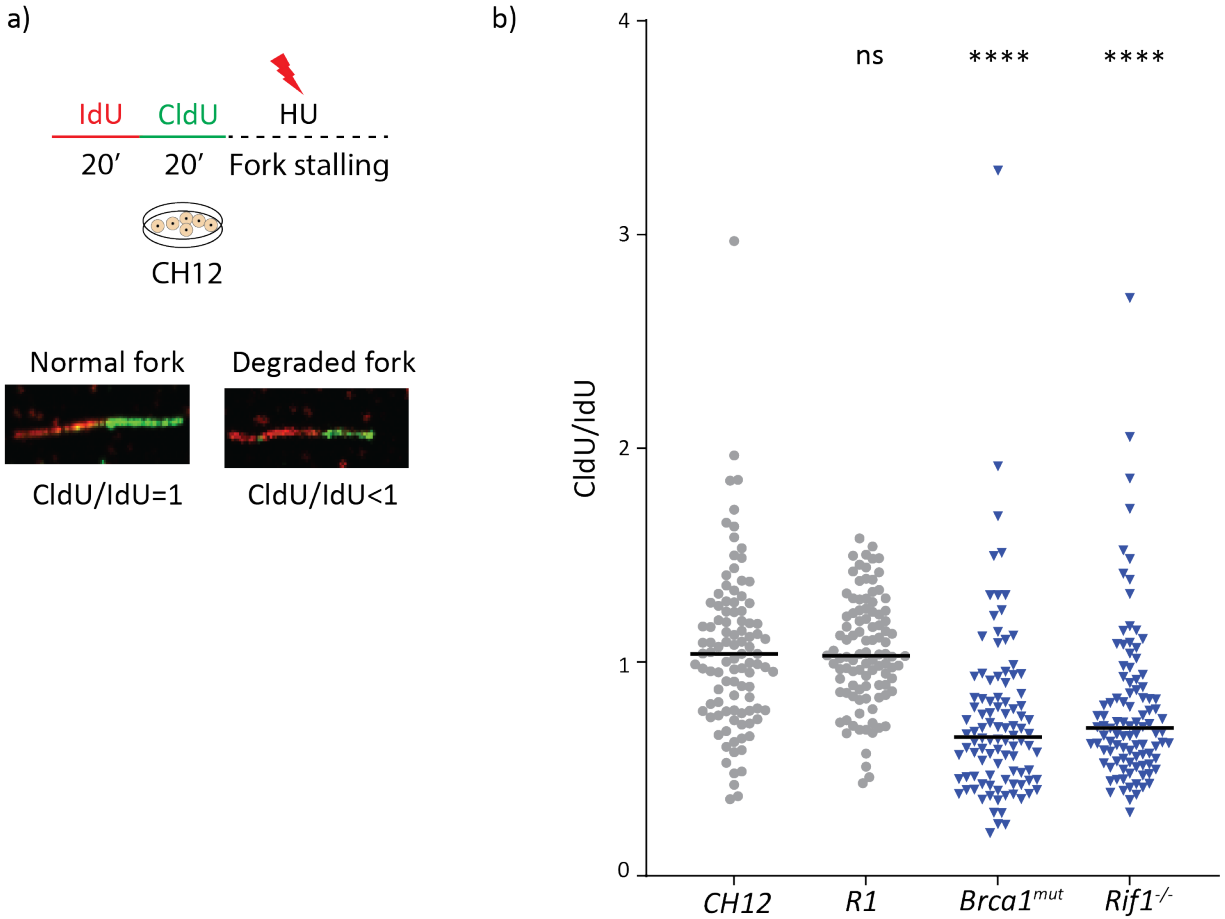 a)
IdU CldU HU
20’ 20’ Fork stalling
CH12
Normal fork Degraded fork
CldU/IdU=1 CldU/IdU<1
b)
4
ns **** ****
3
CldU/IdU
2
1
0
CH12 R1 Brca1mut Rif1-/-